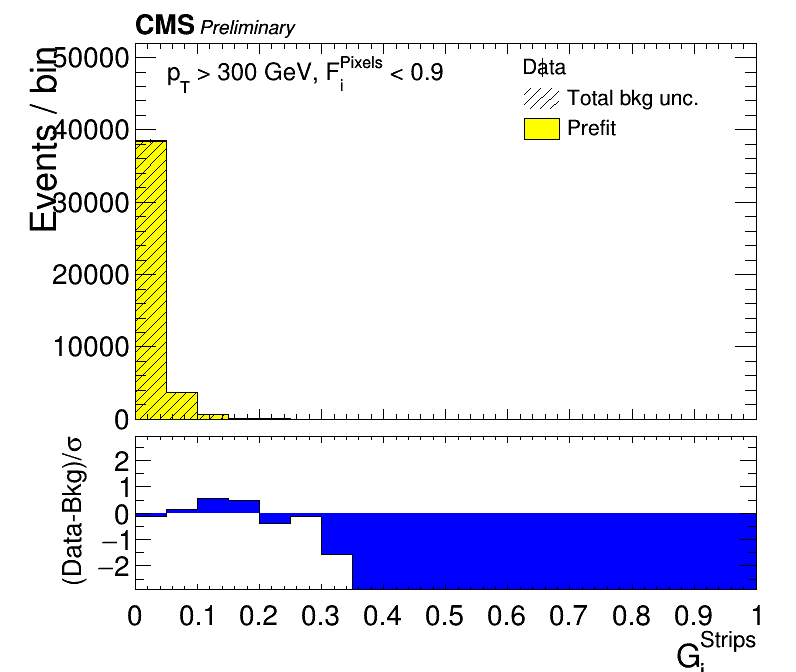 CMS Preliminary
Events / bin
50000
40000
30000
20000
10000
0
p_T > 300 GeV, F_i^Pixels < 0.9
Data
Total bkg unc.
Prefit
(Data-Bkg)/σ
2
1
0
−1
−2
0 0.1 0.2 0.3 0.4 0.5 0.6 0.7 0.8 0.9 1
G_i^Strips